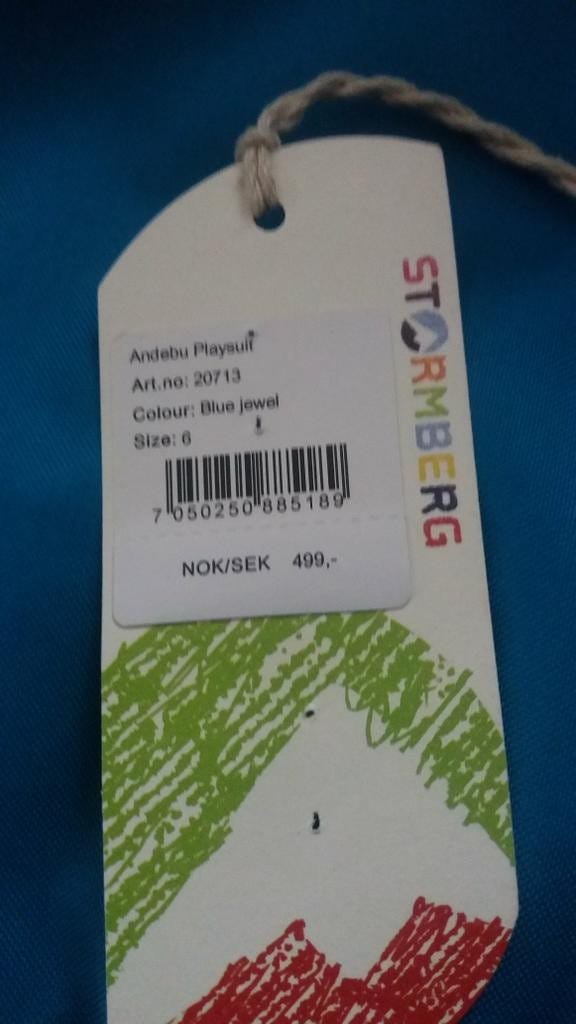 STORMBERG
Andebu Playsuit
Art.no: 20713
Colour: Blue jewel
Size: 6
7 050250 885189
NOK/SEK 499,-